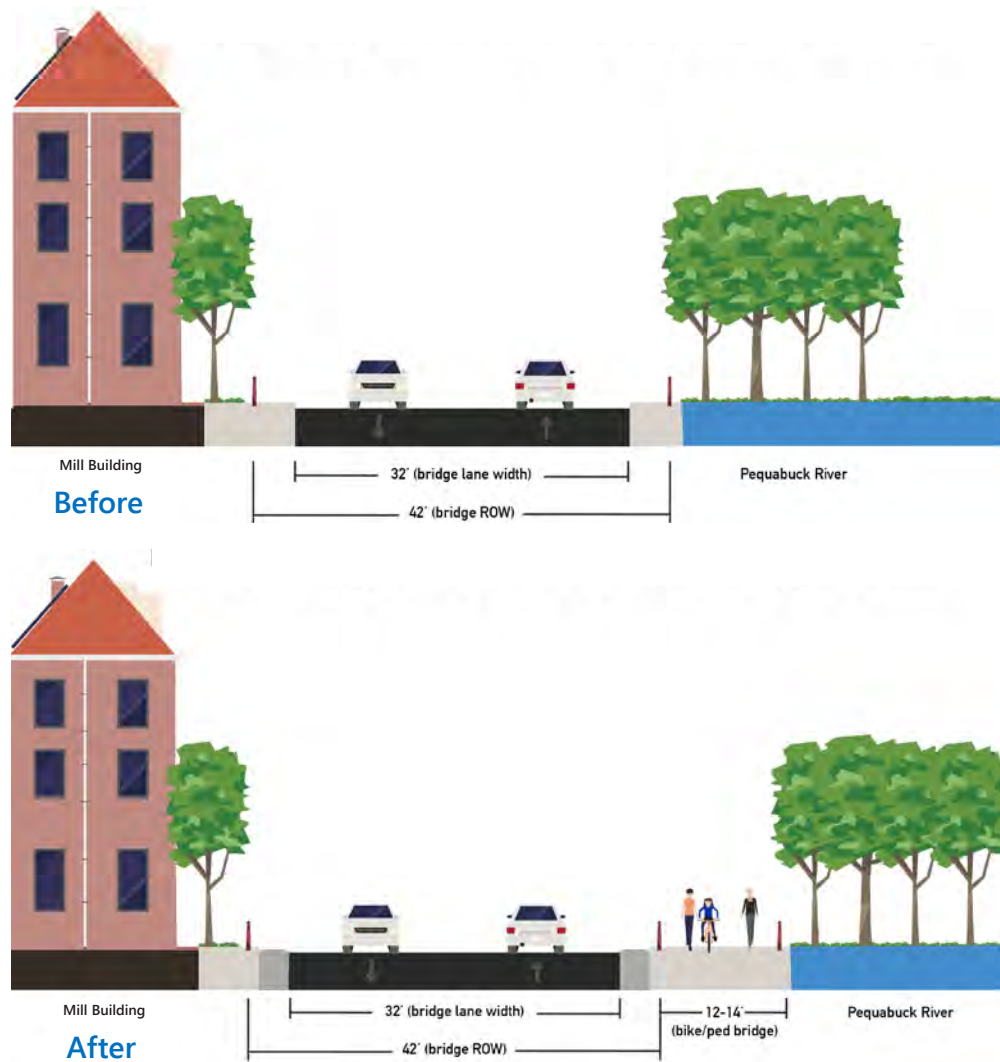 Mill Building
32' (bridge lane width)
Pequabuck River
Before
42' (bridge ROW)
Mill Building
32' (bridge lane width)
12-14'
(bike/ped bridge)
Pequabuck River
After
42' (bridge ROW)